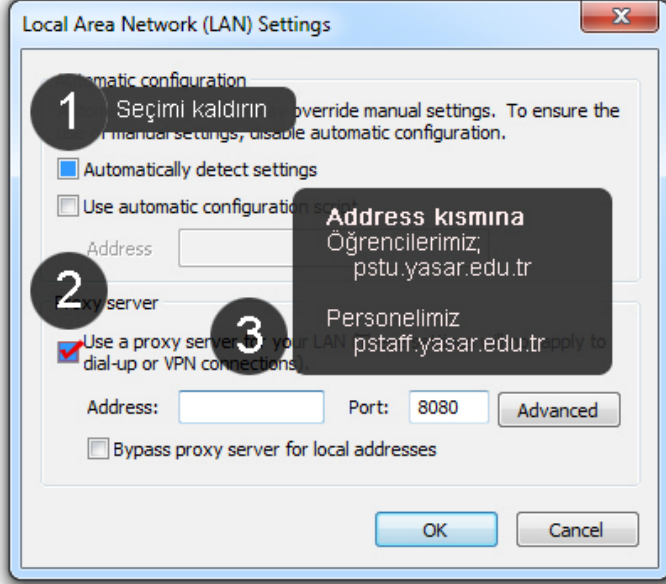 Local Area Network (LAN) Settings
configuration
1 Seçimi kaldırın
override manual settings. To ensure the
manual settings, disable automatic configuration.
Automatically detect settings
Use automatic configuration
Address
Address kısmına
Öğrencilerimiz;
pstu.yasar.edu.tr
Personelimiz
pstaff.yasar.edu.tr
2
server
3
Use a proxy server for your LAN to
dial-up or VPN connections).
Address:
Port: 8080
Advanced
Bypass proxy server for local addresses
OK
Cancel